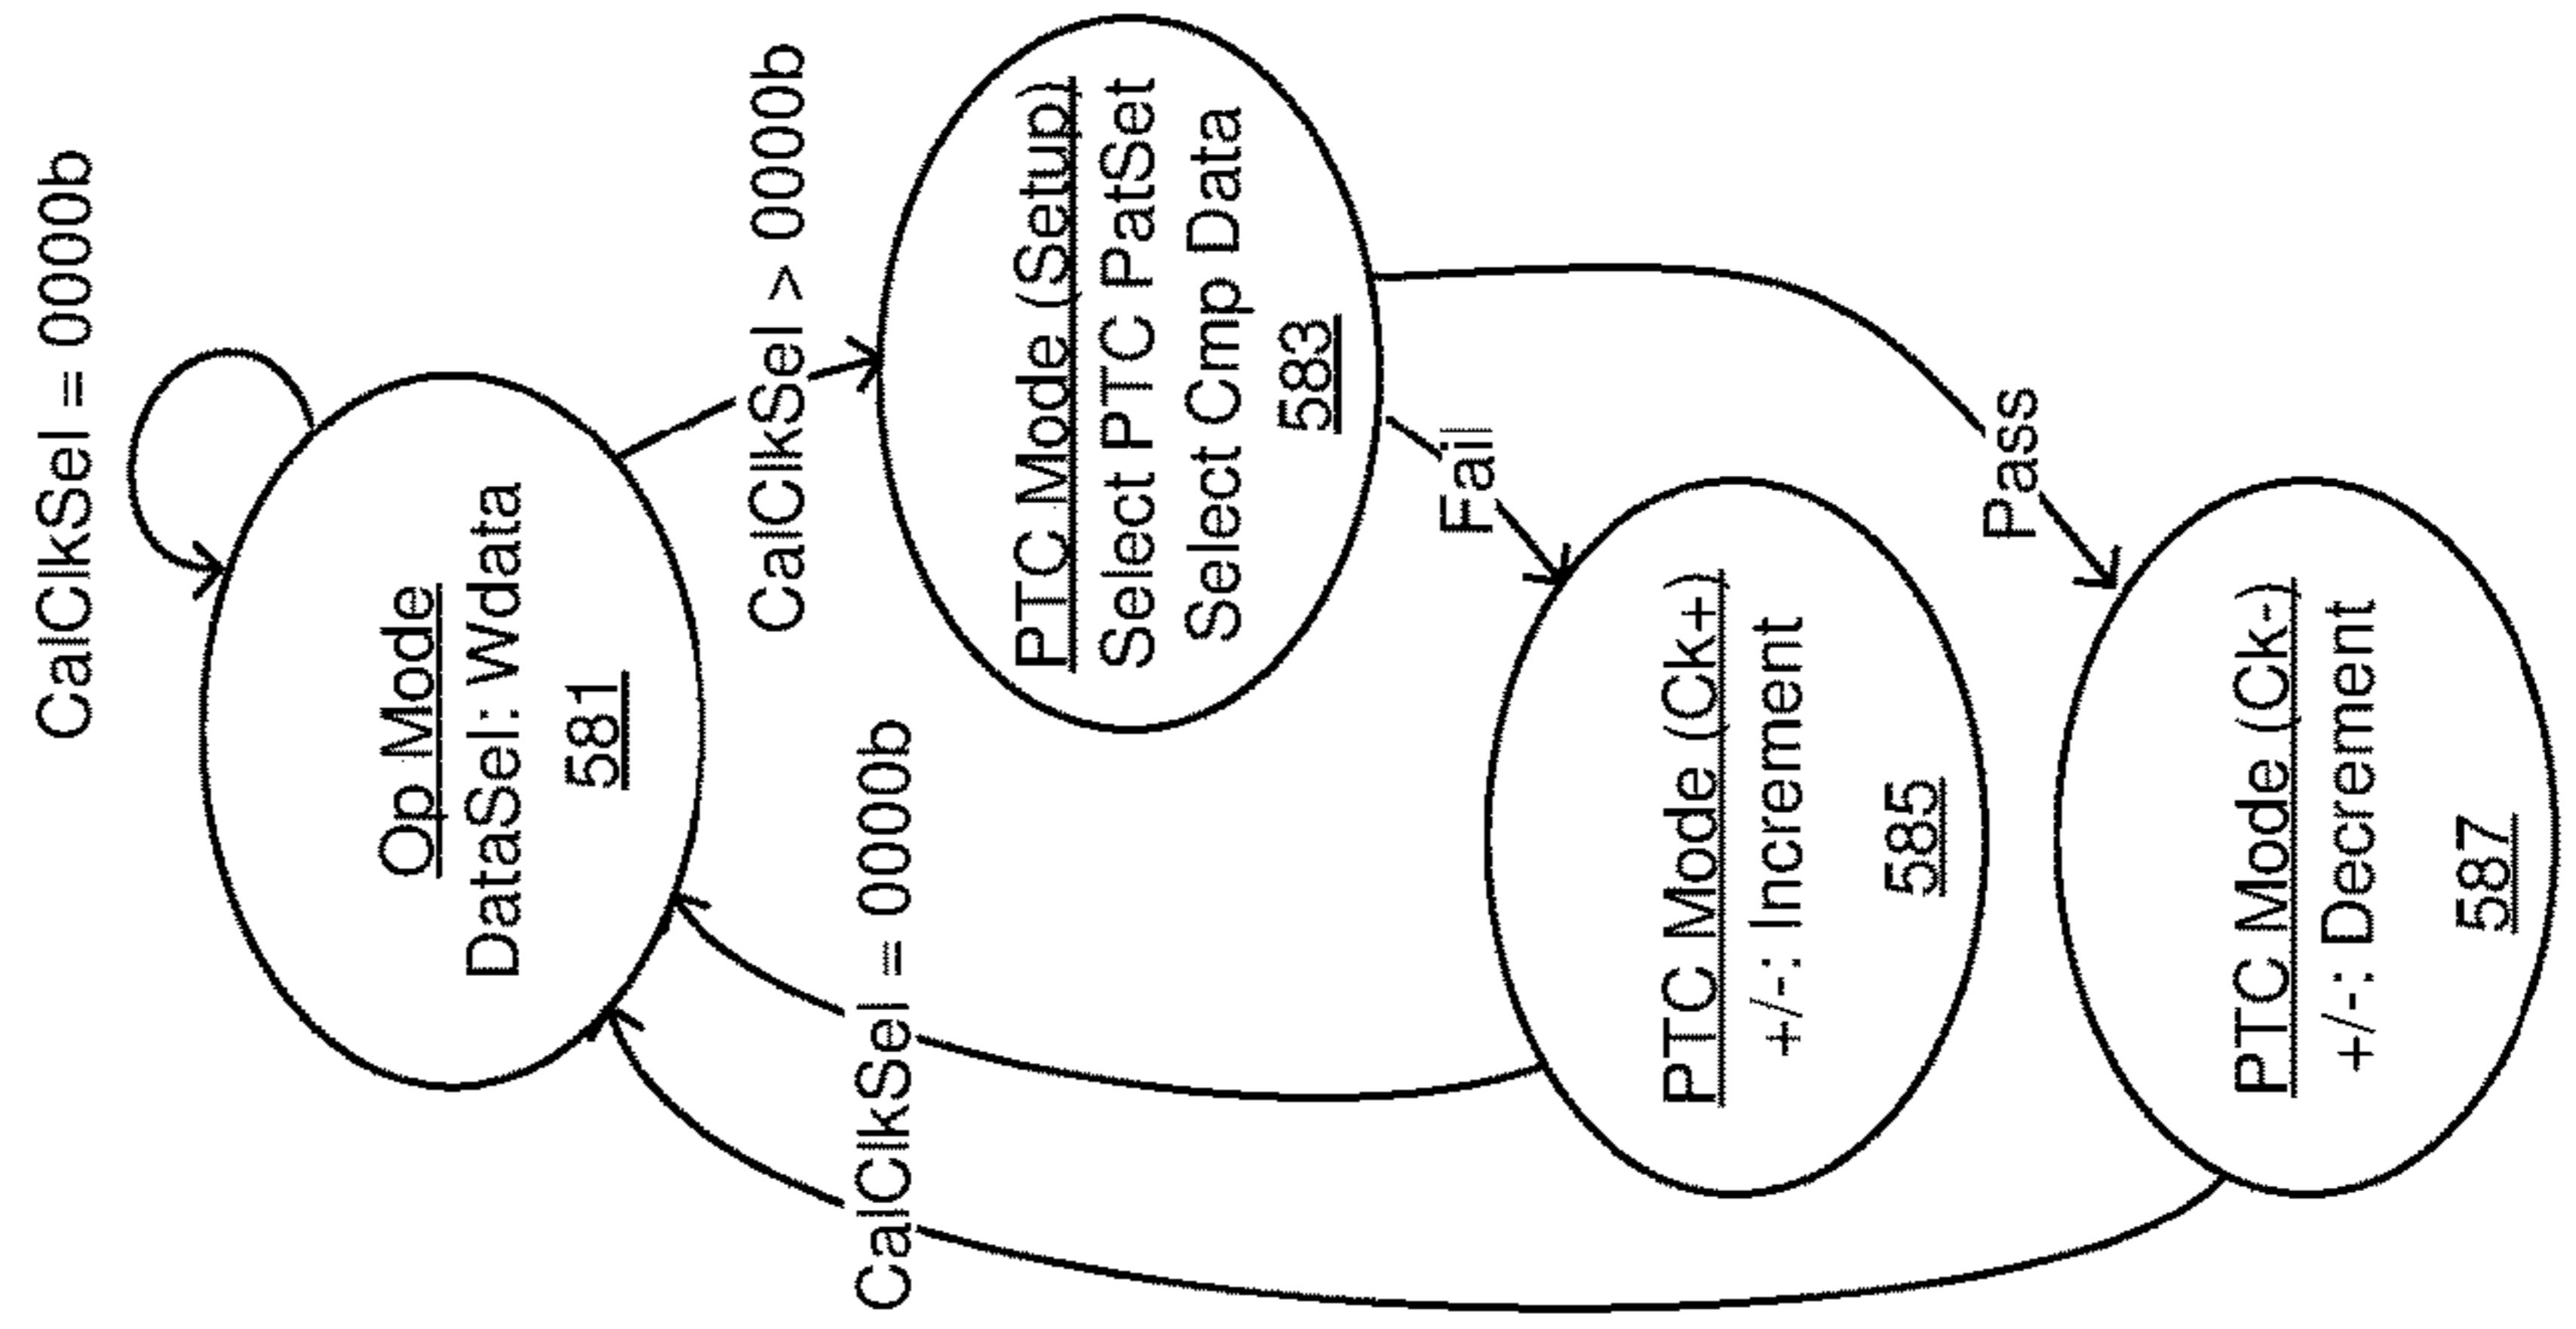 CalClkSel = 0000b
Op Mode
DataSel: Wdata
581
CalClkSel > 0000b
CalClkSel = 0000b
PTC Mode (Setup)
Select PTC PatSet
Select Cmp Data
583
Fail
PTC Mode (Ck+)
+/-: Increment
585
Pass
PTC Mode (Ck-)
+/-: Decrement
587